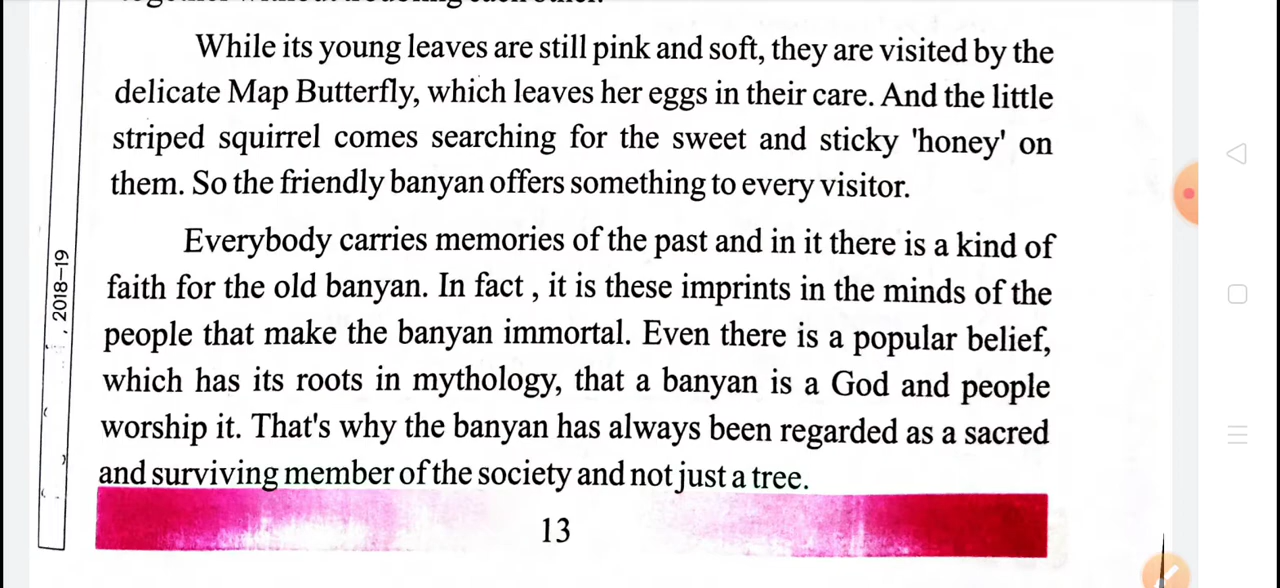 While its young leaves are still pink and soft, they are visited by the
delicate Map Butterfly, which leaves her eggs in their care. And the little
striped squirrel comes searching for the sweet and sticky 'honey' on
them. So the friendly banyan offers something to every visitor.
Everybody carries memories of the past and in it there is a kind of
faith for the old banyan. In fact , it is these imprints in the minds of the
people that make the banyan immortal. Even there is a popular belief,
which has its roots in mythology, that a banyan is a God and people
worship it. That's why the banyan has always been regarded as a sacred
and surviving member of the society and not just a tree.
13
, 2018–19